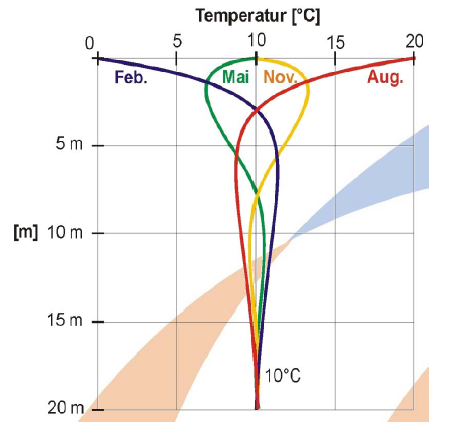 Temperatur [°C]
0 5 10 15 20
Feb. Mai Nov. Aug.
5 m
[m] 10 m
15 m
10°C
20 m